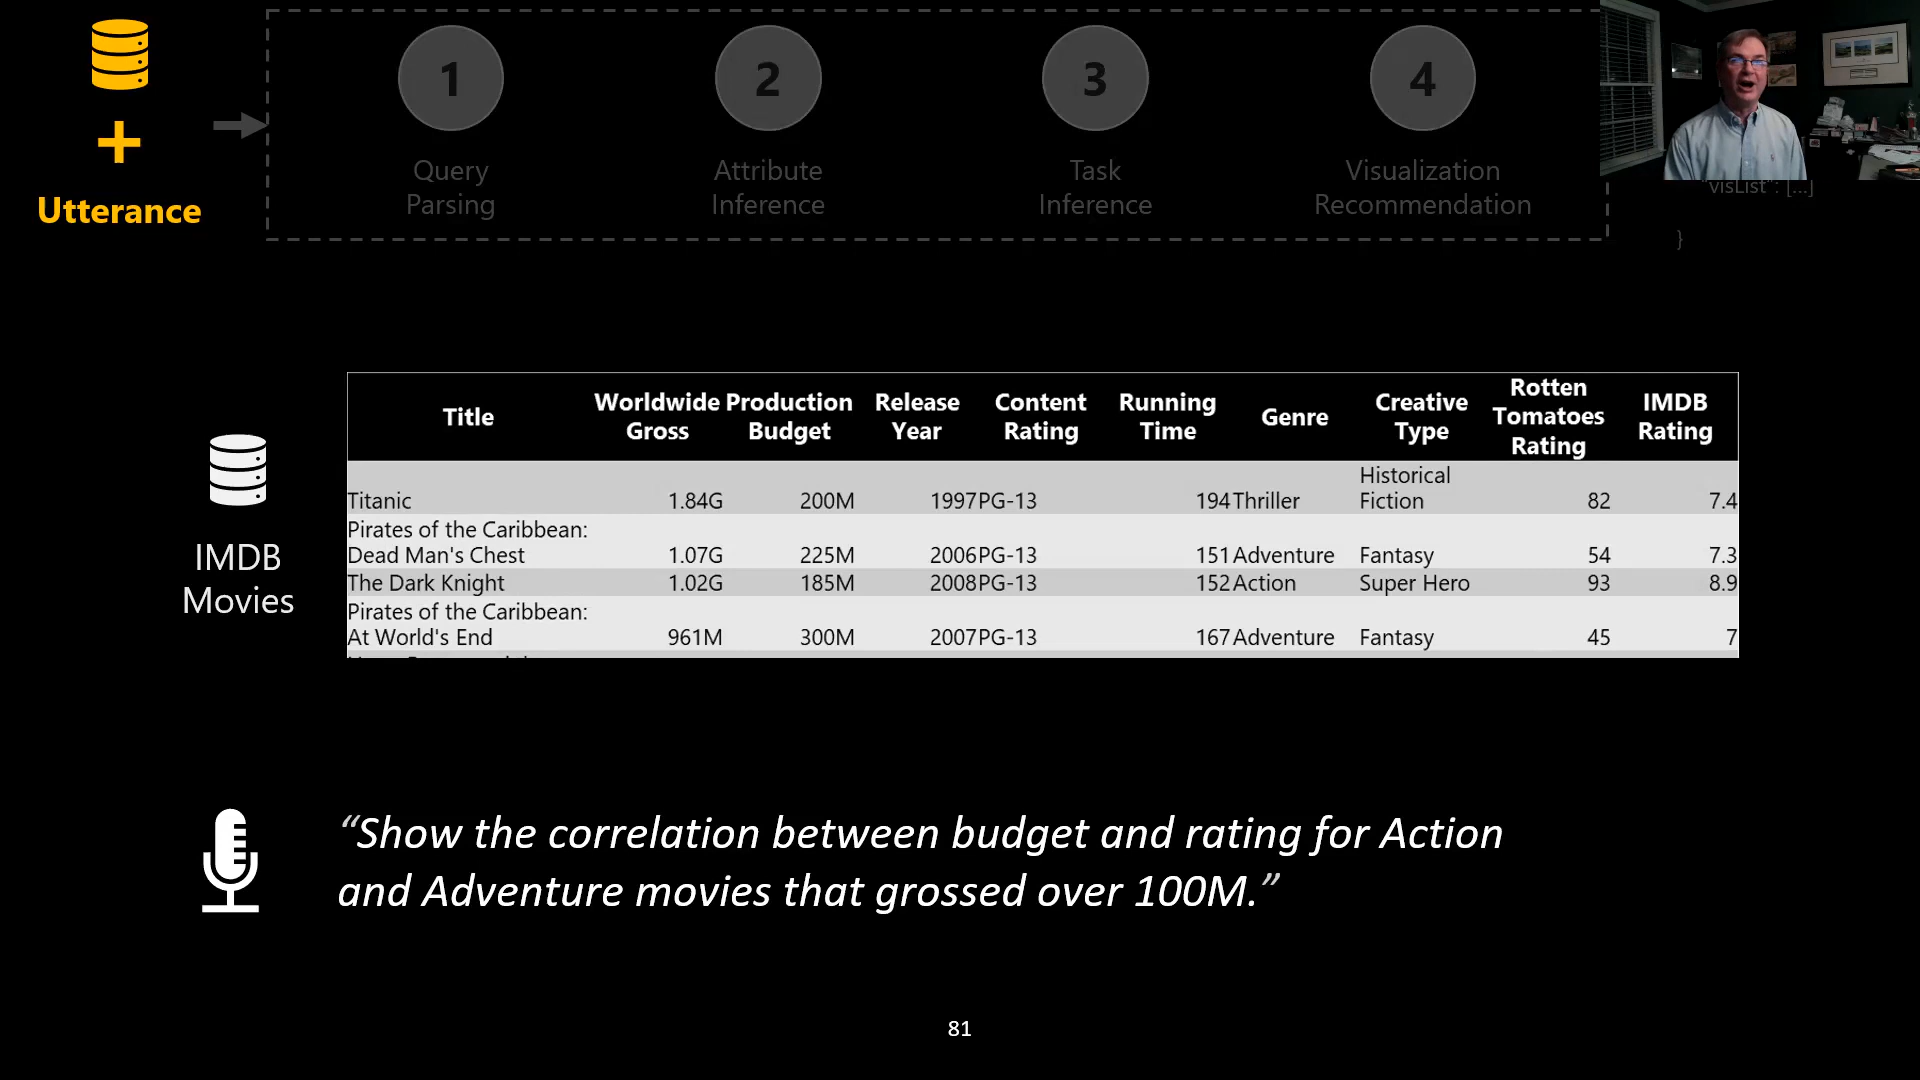 +
Utterance
1
Query
Parsing
2
Attribute
Inference
3
Task
Inference
4
Visualization
Recommendation
"visList": [...]
}
IMDB
Movies
Title
Worldwide
Gross
Production
Budget
Release
Year
Content
Rating
Running
Time
Genre
Creative
Type
Rotten
Tomatoes
Rating
IMDB
Rating
Titanic 1.84G 200M 1997 PG-13 194 Thriller Historical
Fiction 82 7.4
Pirates of the Caribbean:
Dead Man's Chest 1.07G 225M 2006 PG-13 151 Adventure Fantasy 54 7.3
The Dark Knight 1.02G 185M 2008 PG-13 152 Action Super Hero 93 8.9
Pirates of the Caribbean:
At World's End 961M 300M 2007 PG-13 167 Adventure Fantasy 45 7
“Show the correlation between budget and rating for Action
and Adventure movies that grossed over 100M.”
81